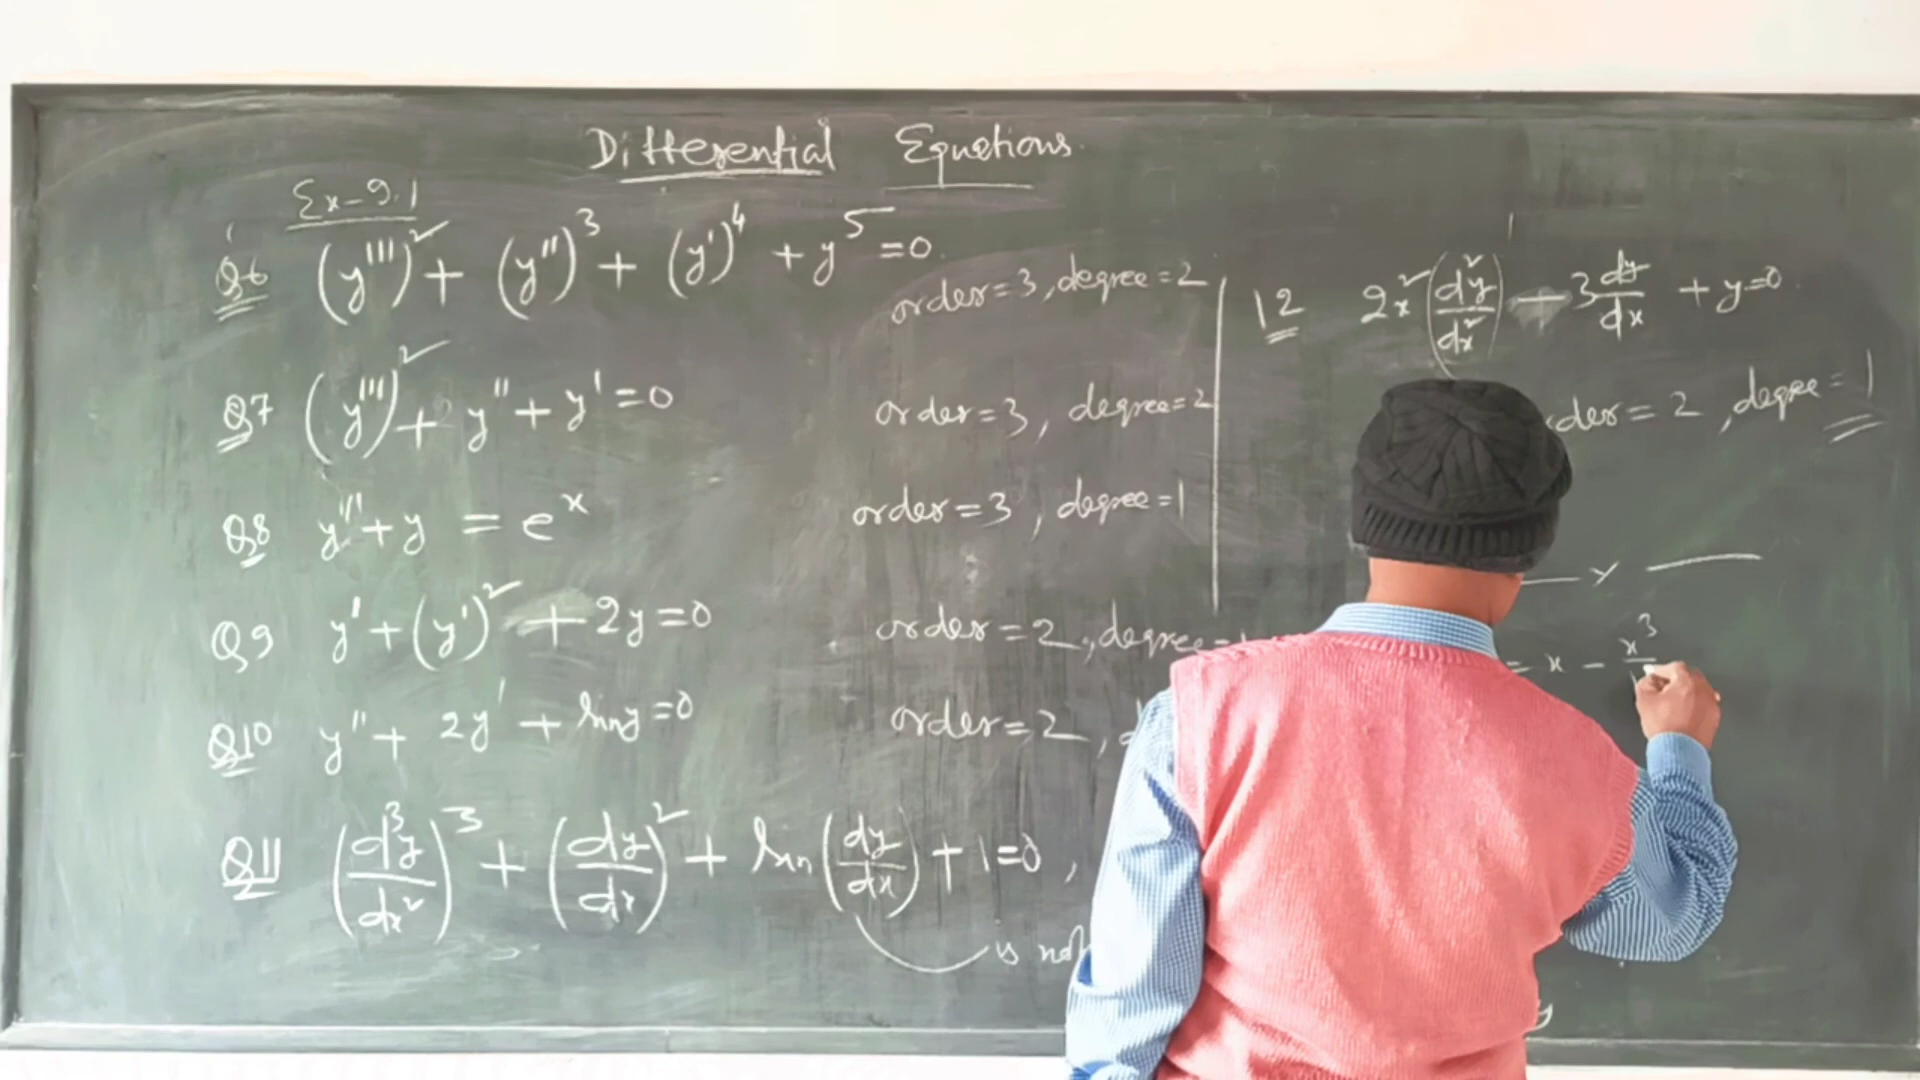 Differential Equations.
Ex-9.1
Q6 (y''')² + (y'')³ + (y')⁴ + y⁵ = 0. order=3, degree=2
Q7 (y''')² + y'' + y' = 0 order=3, degree=2
Q8 y''' + y = eˣ order=3, degree=1
Q9 y'' + (y')² + 2y = 0 order=2, degree=1
Q10 y'' + 2y' + sin y = 0 order=2,
Q11 (d³y/dx²)³ + (dy/dx)² + sin(dy/dx) + 1 = 0,
is not
12 2x²(d²y/dx²) - 3 dy/dx + y = 0.
order=2, degree=1
= x - x³/
y